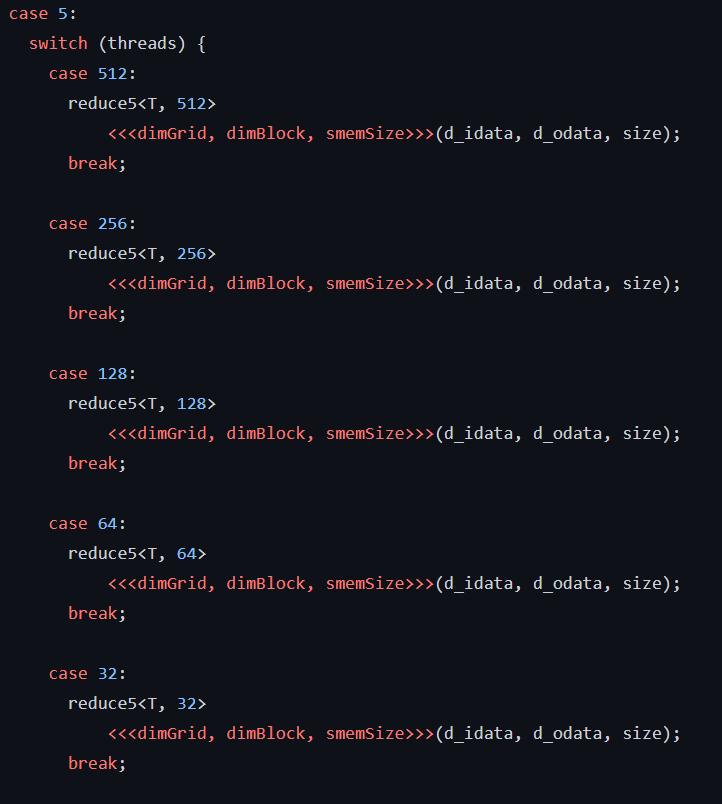 case 5:
  switch (threads) {
    case 512:
      reduce5<T, 512>
          <<<dimGrid, dimBlock, smemSize>>>(d_idata, d_odata, size);
      break;

    case 256:
      reduce5<T, 256>
          <<<dimGrid, dimBlock, smemSize>>>(d_idata, d_odata, size);
      break;

    case 128:
      reduce5<T, 128>
          <<<dimGrid, dimBlock, smemSize>>>(d_idata, d_odata, size);
      break;

    case 64:
      reduce5<T, 64>
          <<<dimGrid, dimBlock, smemSize>>>(d_idata, d_odata, size);
      break;

    case 32:
      reduce5<T, 32>
          <<<dimGrid, dimBlock, smemSize>>>(d_idata, d_odata, size);
      break;